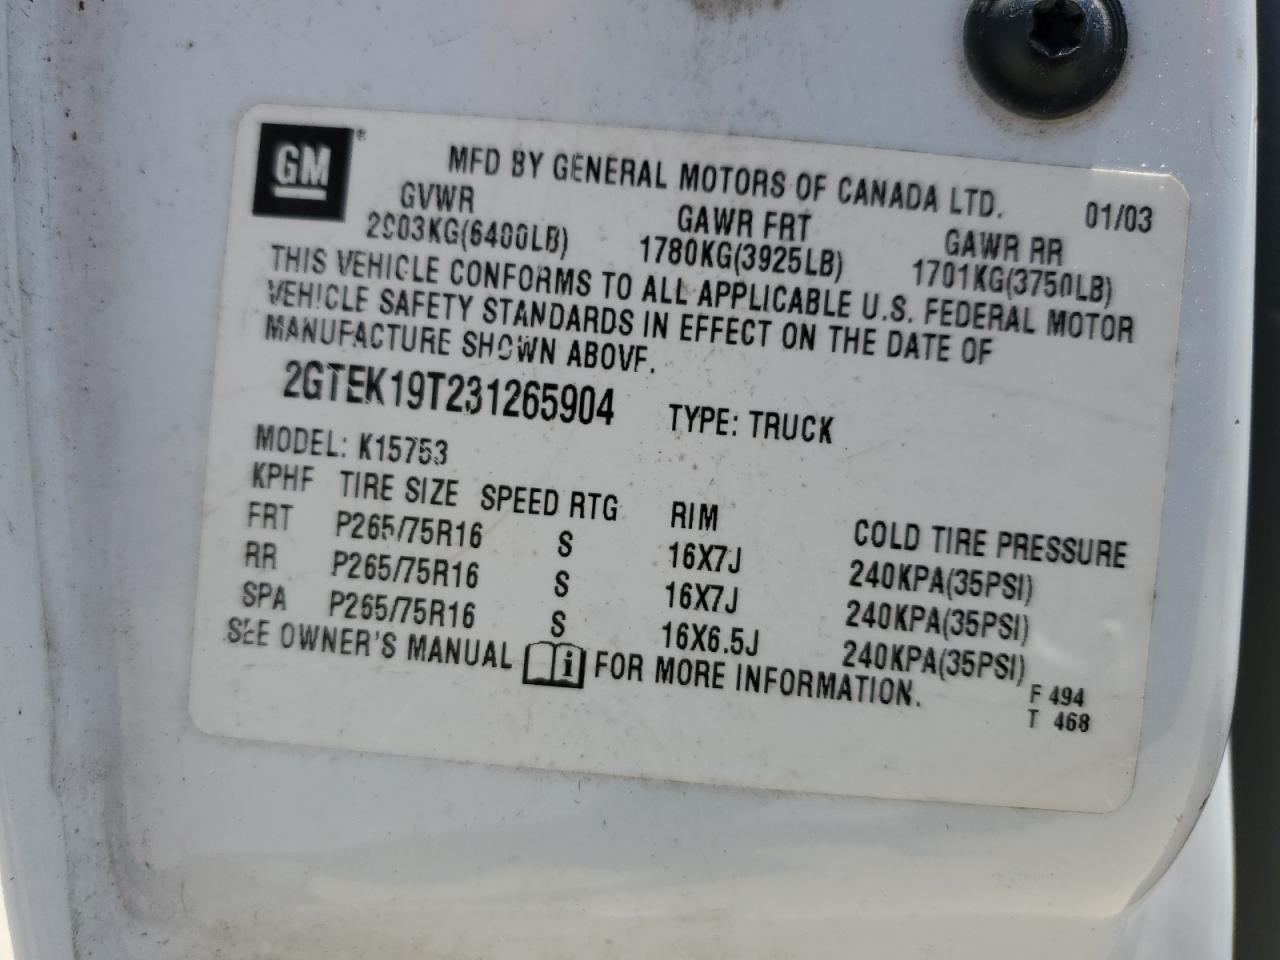 GM ®
MFD BY GENERAL MOTORS OF CANADA LTD. 01/03
GVWR GAWR FRT GAWR RR
2903KG(6400LB) 1780KG(3925LB) 1701KG(3750LB)
THIS VEHICLE CONFORMS TO ALL APPLICABLE U.S. FEDERAL MOTOR
VEHICLE SAFETY STANDARDS IN EFFECT ON THE DATE OF
MANUFACTURE SHOWN ABOVE.
2GTEK19T231265904 TYPE: TRUCK
MODEL: K15753
KPHF TIRE SIZE SPEED RTG RIM COLD TIRE PRESSURE
FRT P265/75R16 S 16X7J 240KPA(35PSI)
RR P265/75R16 S 16X7J 240KPA(35PSI)
SPA P265/75R16 S 16X6.5J 240KPA(35PSI)
SEE OWNER'S MANUAL i FOR MORE INFORMATION.
F 494
T 468